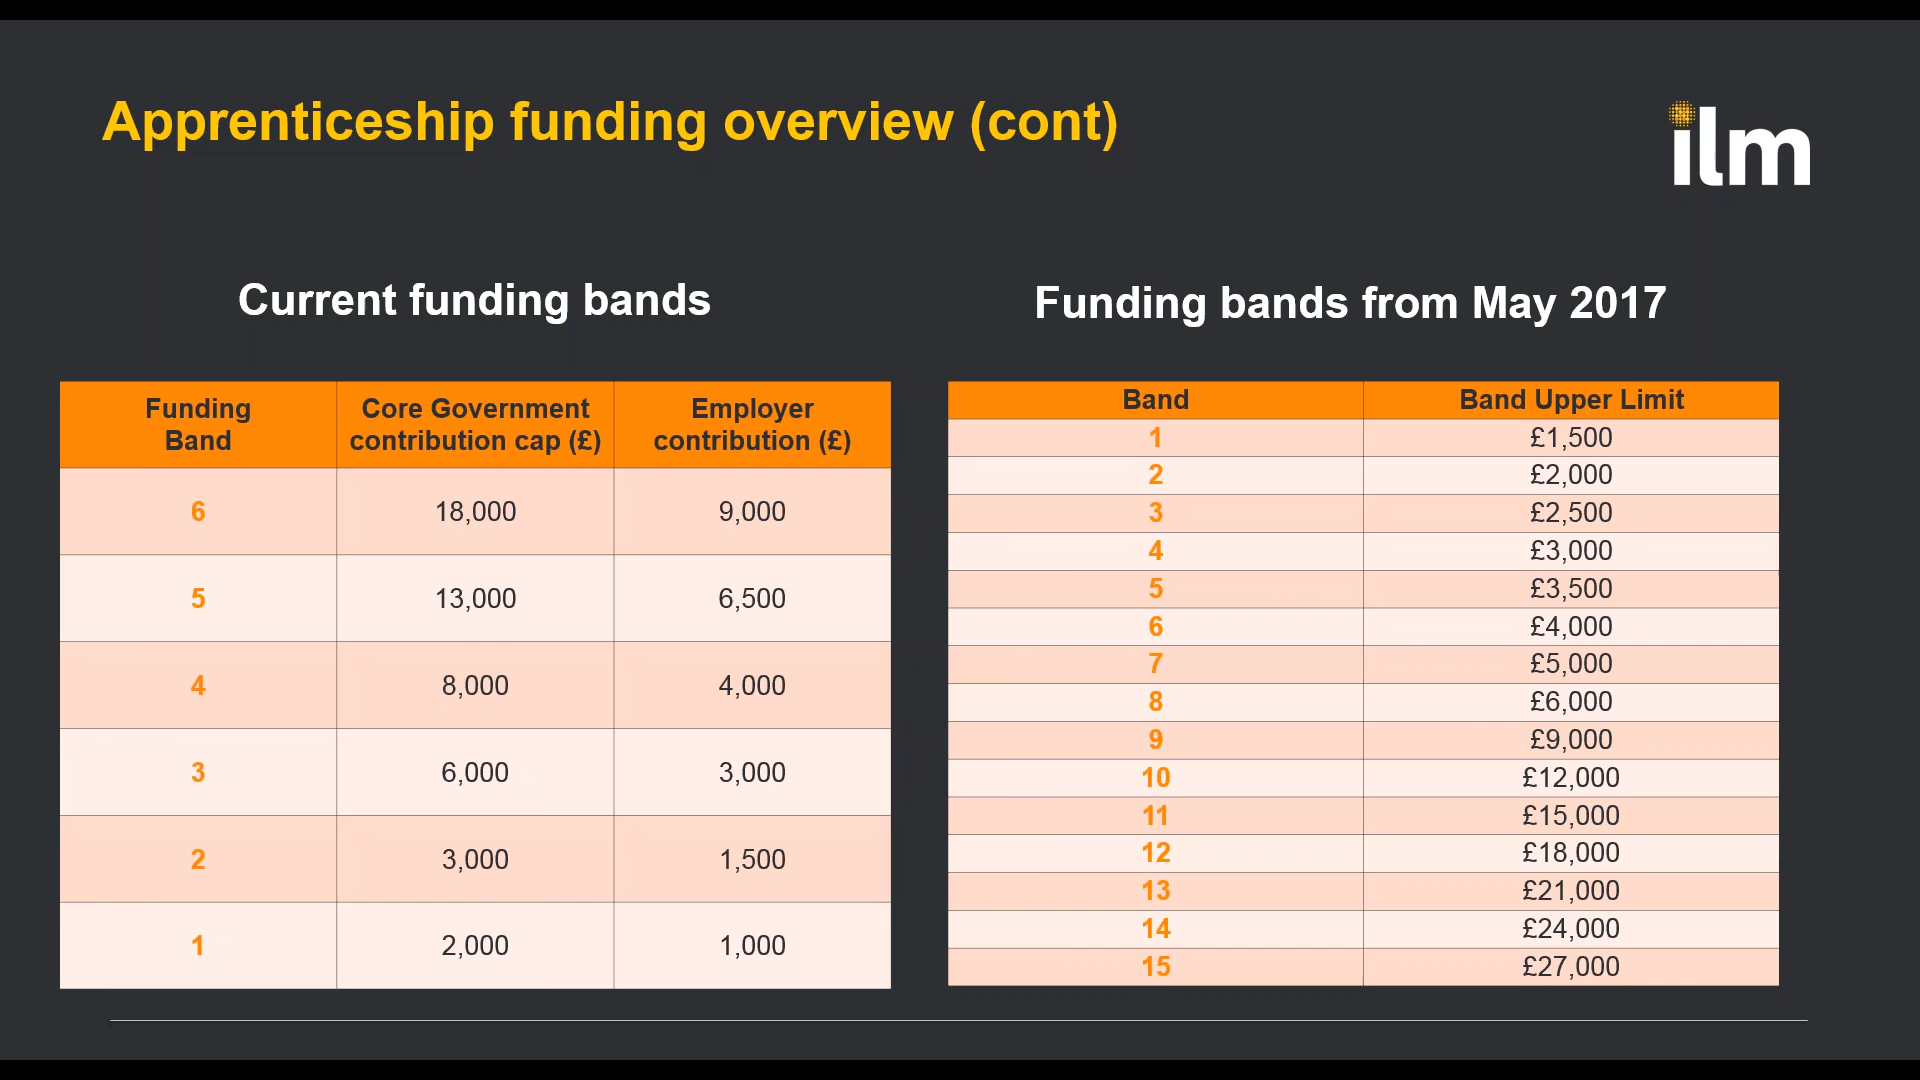 Apprenticeship funding overview (cont)
ilm
Current funding bands
Funding Band Core Government contribution cap (£) Employer contribution (£)
6 18,000 9,000
5 13,000 6,500
4 8,000 4,000
3 6,000 3,000
2 3,000 1,500
1 2,000 1,000
Funding bands from May 2017
Band Band Upper Limit
1 £1,500
2 £2,000
3 £2,500
4 £3,000
5 £3,500
6 £4,000
7 £5,000
8 £6,000
9 £9,000
10 £12,000
11 £15,000
12 £18,000
13 £21,000
14 £24,000
15 £27,000